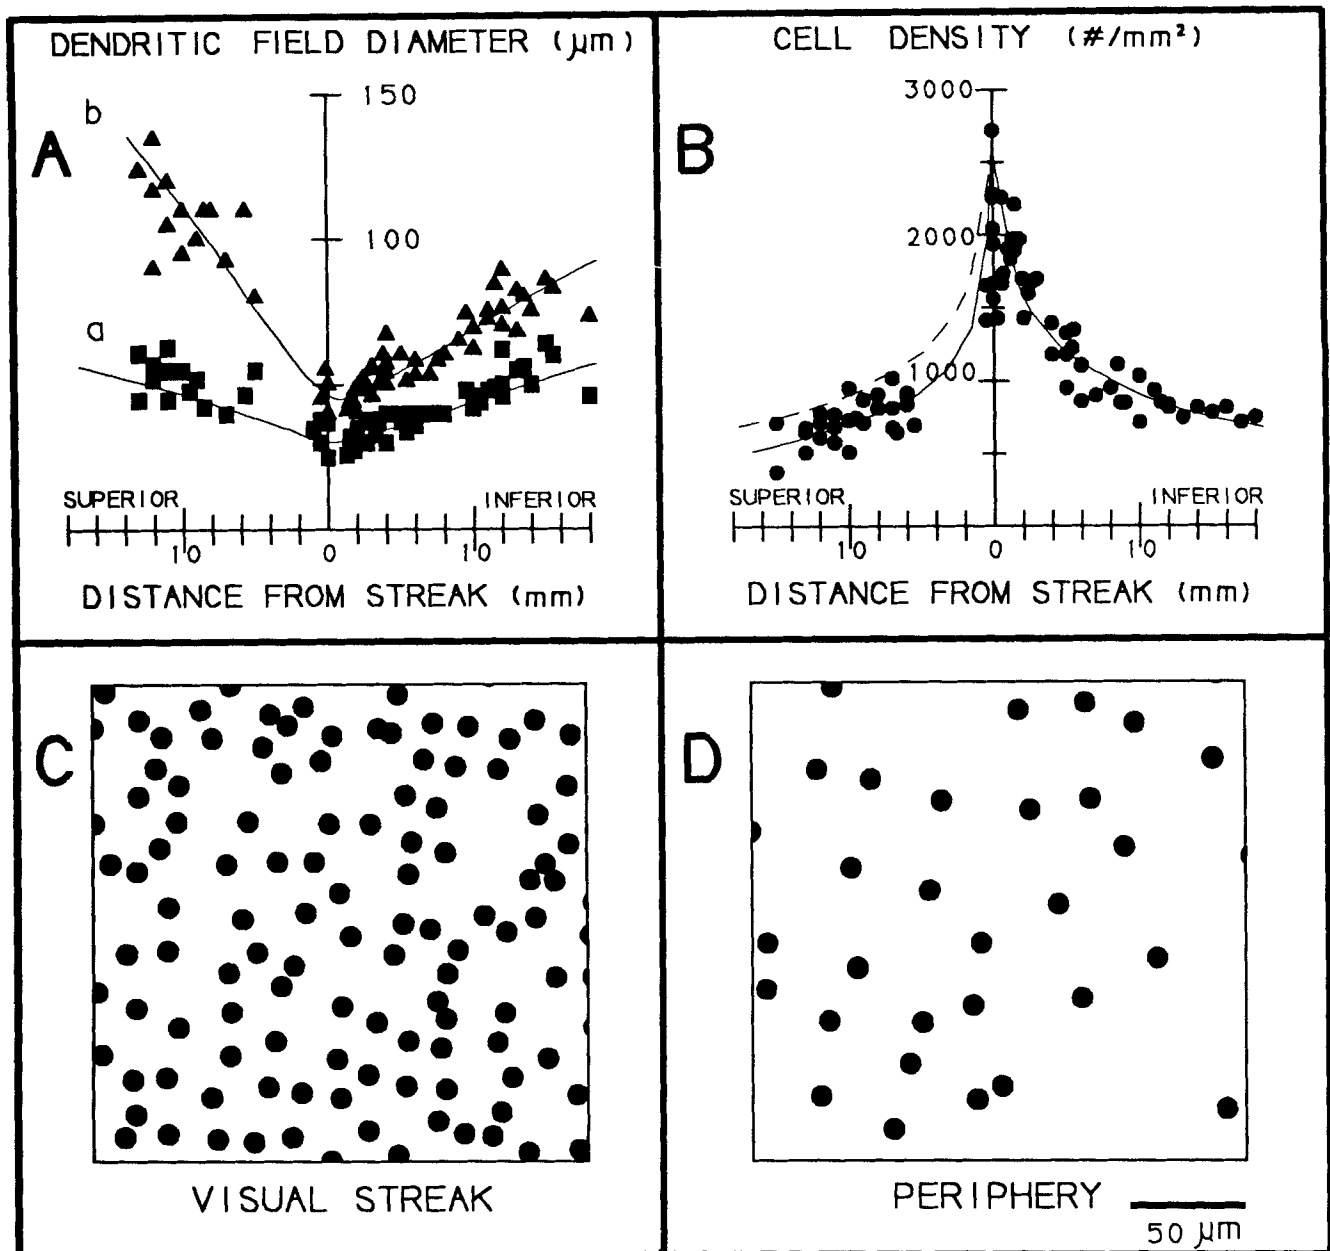 DENDRITIC FIELD DIAMETER (µm)
A
b
a
150
100
SUPERIOR
INFERIOR
10 0 10
DISTANCE FROM STREAK (mm)
CELL DENSITY (#/mm²)
B
3000
2000
1000
SUPERIOR
INFERIOR
10 0 10
DISTANCE FROM STREAK (mm)
C
VISUAL STREAK
D
PERIPHERY
50 µm